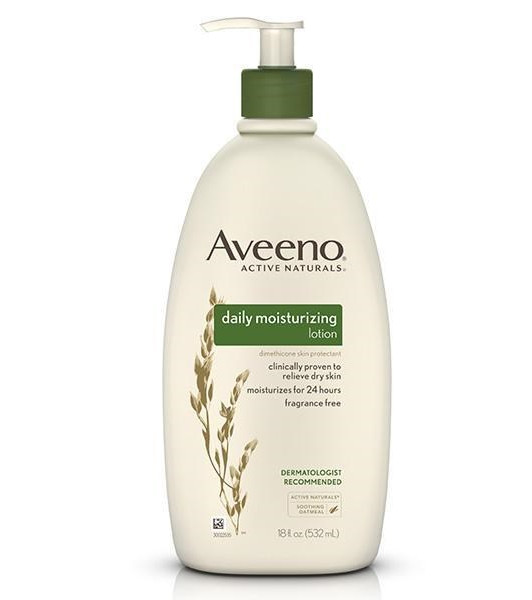 Aveeno®
ACTIVE NATURALS®
daily moisturizing
lotion
dimethicone skin protectant
clinically proven to
relieve dry skin
moisturizes for 24 hours
fragrance free
DERMATOLOGIST
RECOMMENDED
ACTIVE NATURALS®
SOOTHING
OATMEAL
18 fl. oz. (532 mL)